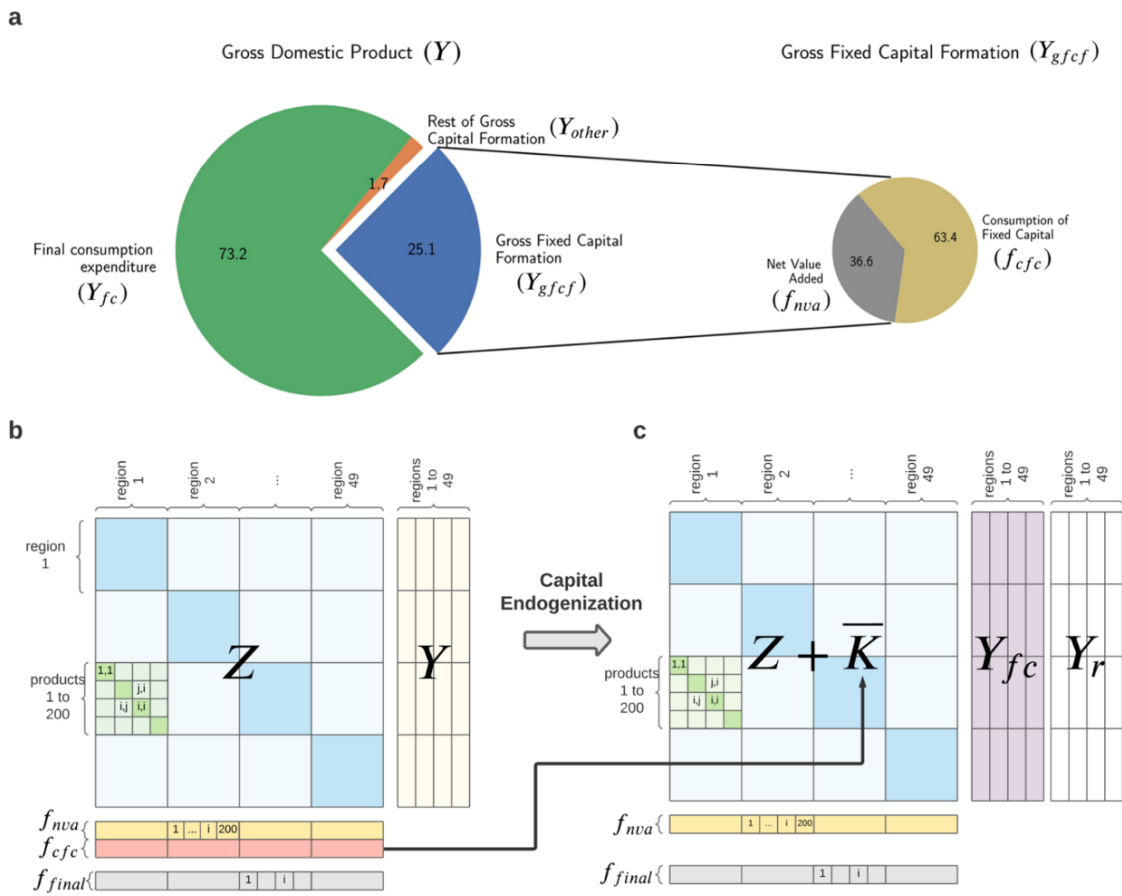 a
Gross Domestic Product (Y)
Gross Fixed Capital Formation (Y_gfcf)
Rest of Gross
Capital Formation (Y_other)
1.7
Final consumption
expenditure
(Y_fc)
73.2
25.1
Gross Fixed Capital
Formation
(Y_gfcf)
63.4
Consumption of
Fixed Capital
(f_cfc)
36.6
Net Value
Added
(f_nva)
b
region
1
region
2
...
region
49
regions
1 to
49
region
1
products
1 to
200
1,1
j,i
i,j
i,i
Z
Y
f_nva
1 ... i 200
f_cfc
f_final
1 i
Capital
Endogenization
c
region
1
region
2
...
region
49
regions
1 to
49
regions
1 to
49
products
1 to
200
1,1
j,i
i,j
i,i
Z + K̅
Y_fc
Y_r
f_nva
1 ... i 200
f_final
1 i